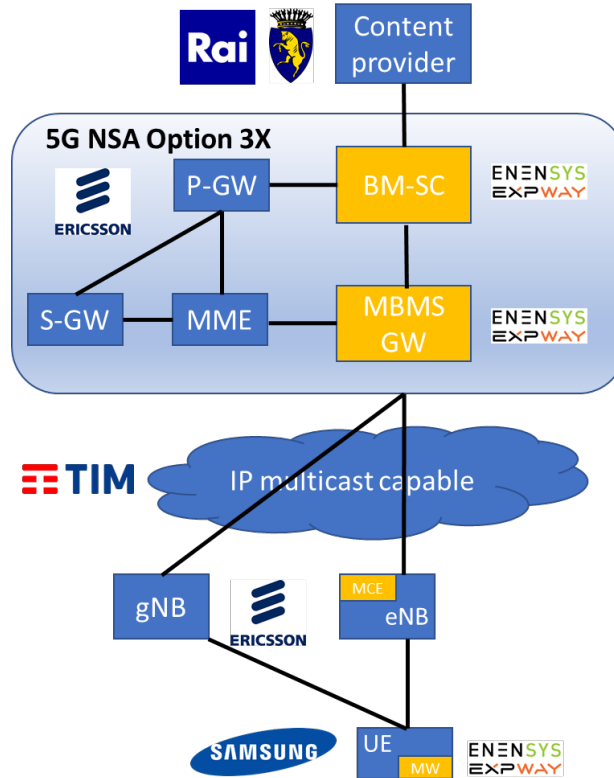 Rai
Content
provider
5G NSA Option 3X
P-GW
BM-SC
ENENSYS
EXPWAY
ERICSSON
S-GW
MME
MBMS
GW
ENENSYS
EXPWAY
TIM
IP multicast capable
gNB
ERICSSON
MCE
eNB
SAMSUNG
UE
MW
ENENSYS
EXPWAY